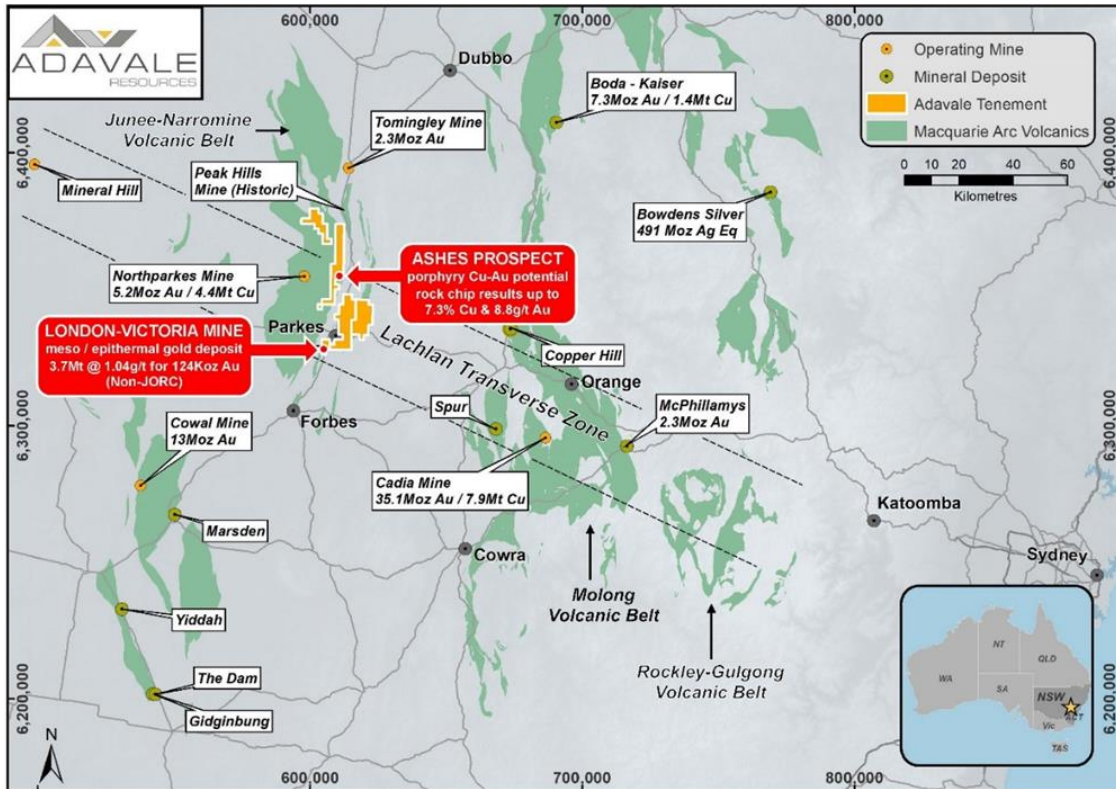 ADAVALE
RESOURCES
600,000
700,000
800,000
Operating Mine
Mineral Deposit
Adavale Tenement
Macquarie Arc Volcanics
0 10 20 40 60
Kilometres
Dubbo
Boda - Kaiser
7.3Moz Au / 1.4Mt Cu
Junee-Narromine
Volcanic Belt
Tomingley Mine
2.3Moz Au
6,400,000
6,400,000
Mineral Hill
Peak Hills
Mine (Historic)
Bowdens Silver
491 Moz Ag Eq
Northparkes Mine
5.2Moz Au / 4.4Mt Cu
ASHES PROSPECT
porphyry Cu-Au potential
rock chip results up to
7.3% Cu & 8.8g/t Au
Parkes
LONDON-VICTORIA MINE
meso / epithermal gold deposit
3.7Mt @ 1.04g/t for 124Koz Au
(Non-JORC)
Lachlan Transverse Zone
Copper Hill
Orange
Forbes
Spur
McPhillamys
2.3Moz Au
6,300,000
6,300,000
Cowal Mine
13Moz Au
Cadia Mine
35.1Moz Au / 7.9Mt Cu
Marsden
Katoomba
Cowra
Sydney
Molong
Volcanic Belt
Yiddah
Rockley-Gulgong
Volcanic Belt
The Dam
Gidginbung
6,200,000
6,200,000
NT
QLD
WA
SA
NSW
ACT
Vic
TAS
N
600,000
700,000
800,000